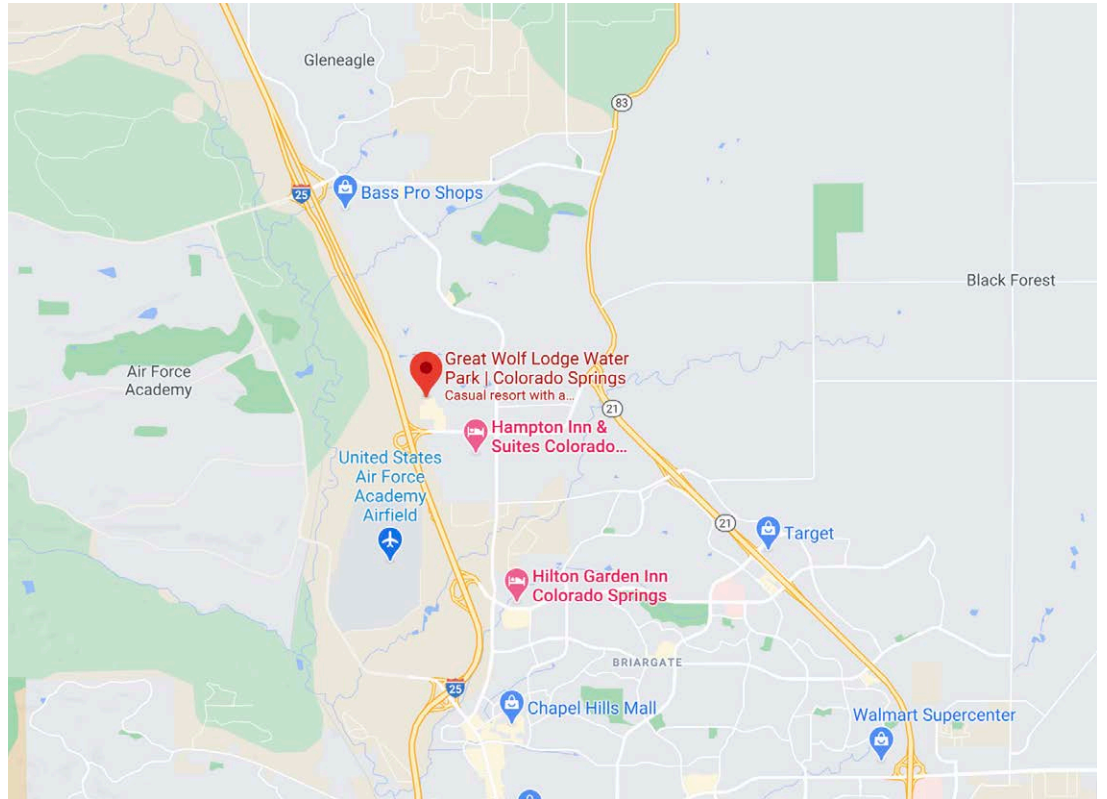 Gleneagle
83
25
Bass Pro Shops
Black Forest
Great Wolf Lodge Water
Park | Colorado Springs
Casual resort with a...
Air Force
Academy
21
Hampton Inn &
Suites Colorado...
United States
Air Force
Academy
Airfield
21
Target
Hilton Garden Inn
Colorado Springs
BRIARGATE
25
Chapel Hills Mall
Walmart Supercenter